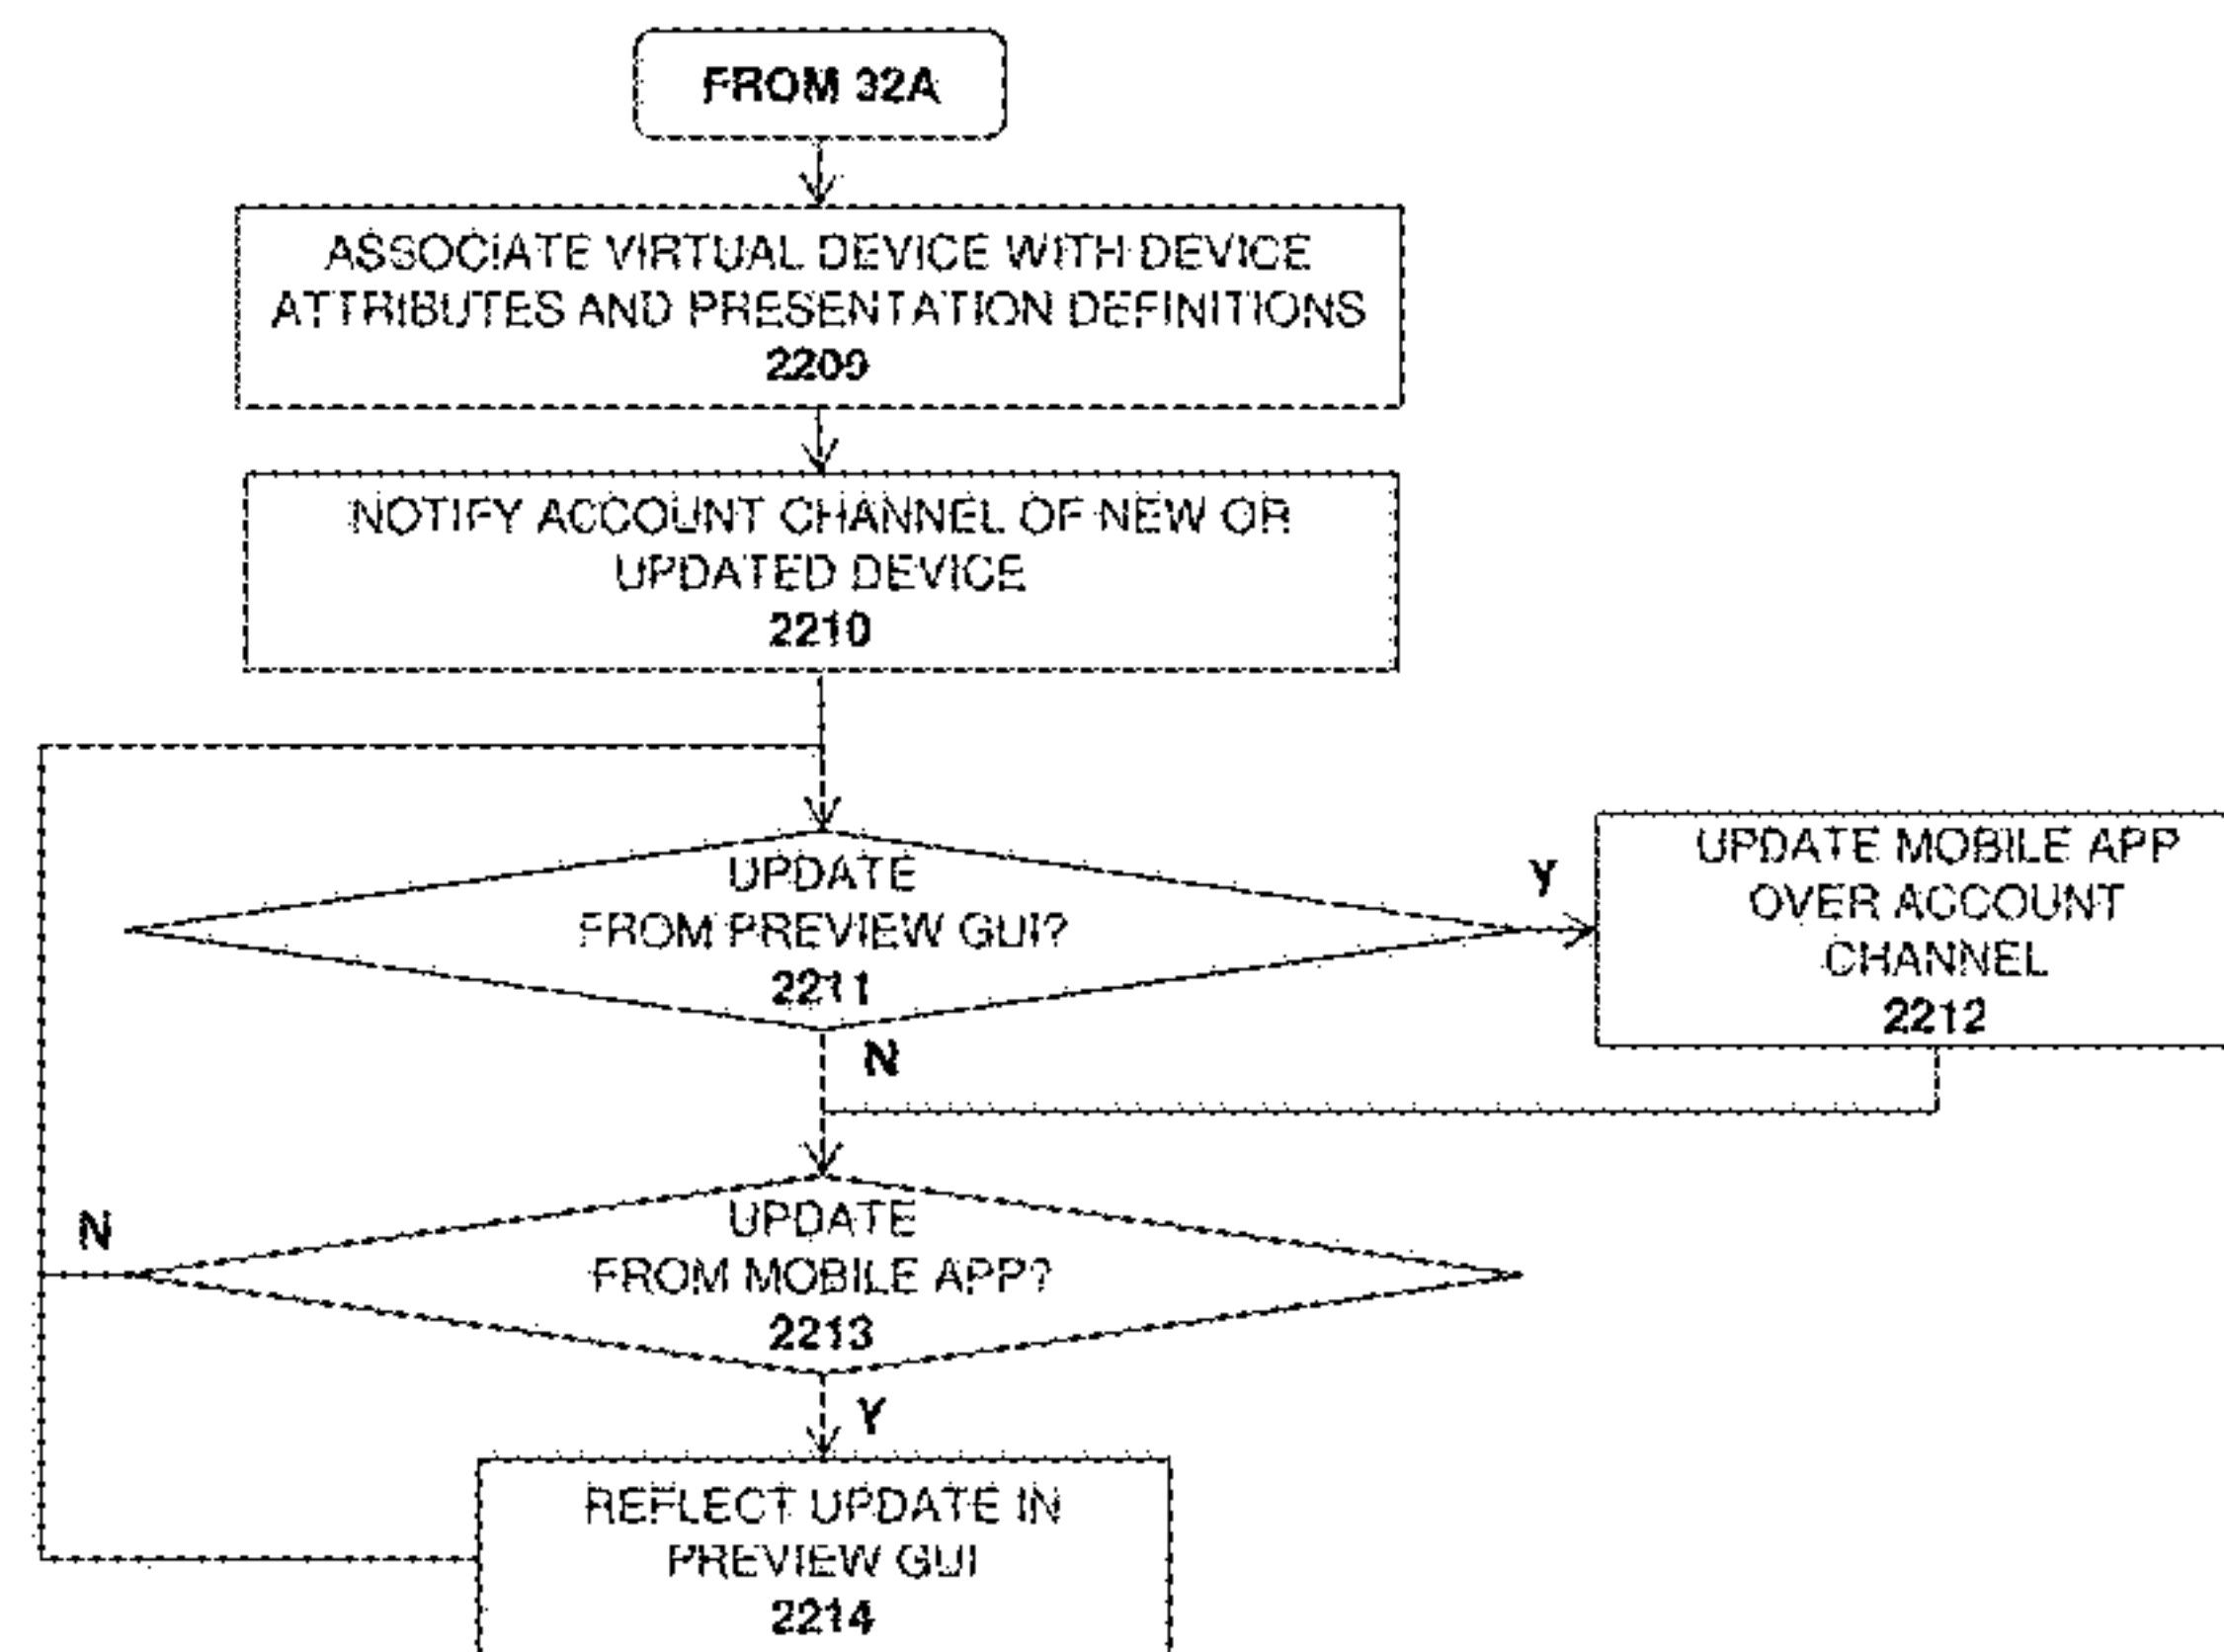 FROM 32A
ASSOCIATE VIRTUAL DEVICE WITH DEVICE
ATTRIBUTES AND PRESENTATION DEFINITIONS
2209
NOTIFY ACCOUNT CHANNEL OF NEW OR
UPDATED DEVICE
2210
UPDATE
FROM PREVIEW GUI?
2211
Y
UPDATE MOBILE APP
OVER ACCOUNT
CHANNEL
2212
N
UPDATE
FROM MOBILE APP?
2213
N
Y
REFLECT UPDATE IN
PREVIEW GUI
2214